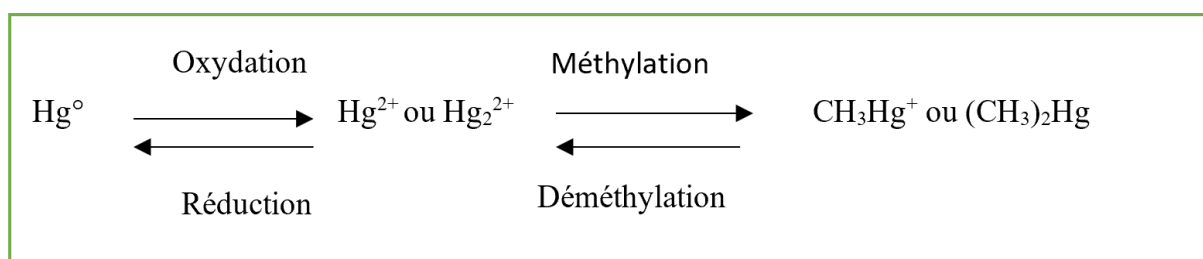 Oxydation Méthylation
Hg° Hg²⁺ ou Hg₂²⁺ CH₃Hg⁺ ou (CH₃)₂Hg
Réduction Déméthylation